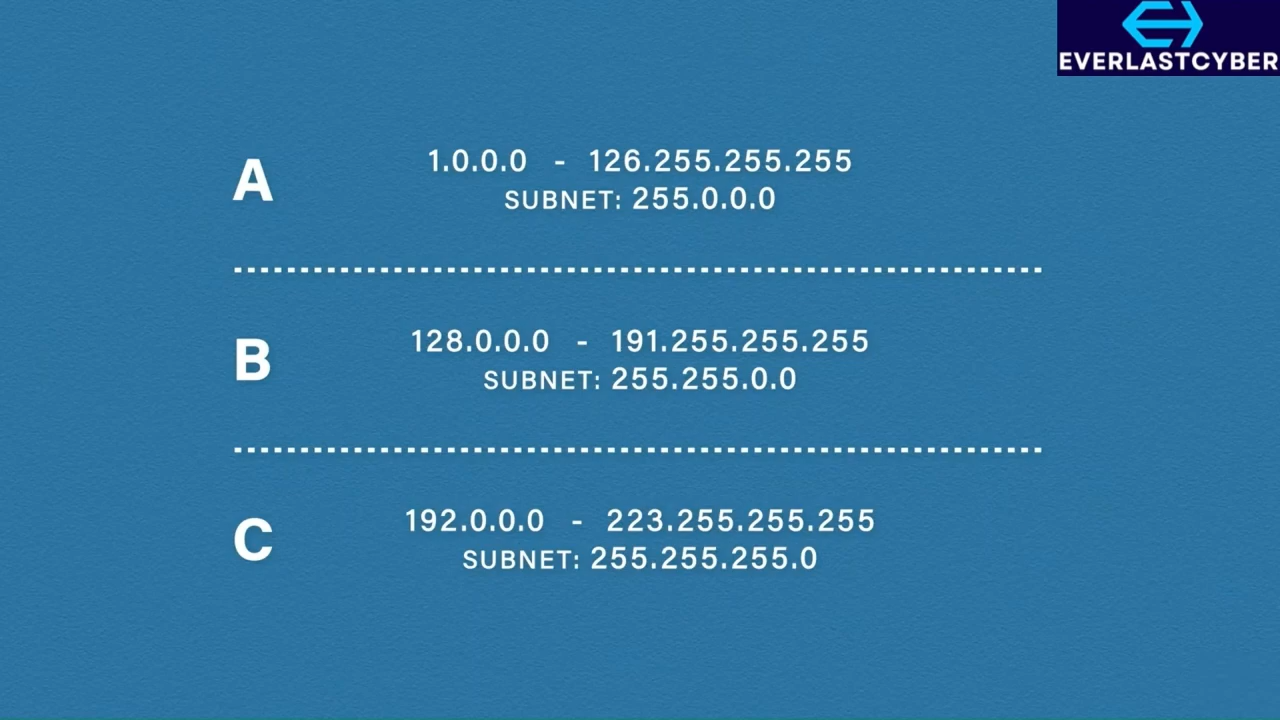 EVERLASTCYBER
A
1.0.0.0 - 126.255.255.255
SUBNET: 255.0.0.0
B
128.0.0.0 - 191.255.255.255
SUBNET: 255.255.0.0
C
192.0.0.0 - 223.255.255.255
SUBNET: 255.255.255.0